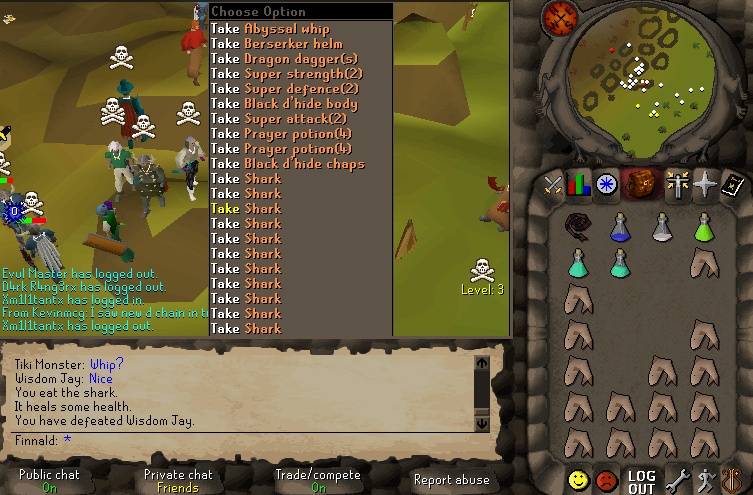 Choose Option
Take Abyssal whip
Take Berserker helm
Take Dragon dagger(s)
Take Super strength(2)
Take Super defence(2)
Take Black d'hide body
Take Super attack(2)
Take Prayer potion(4)
Take Prayer potion(4)
Take Black d'hide chaps
Take Shark
Take Shark
Take Shark
Take Shark
Take Shark
Take Shark
Take Shark
Take Shark
Take Shark
Take Shark
Take Shark
0
Level: 3
Evul Master has logged out.
D4rk R4ng3rx has logged out.
Xm1l1tantx has logged in.
From Kevinmcg: I saw new d chain in t
Xm1l1tantx has logged out.
Tiki Monster: Whip?
Wisdom Jay: Nice
You eat the shark.
It heals some health.
You have defeated Wisdom Jay.
Finnald: *
Public chat
On
Private chat
Friends
Trade/compete
On
Report abuse
LOG
OUT